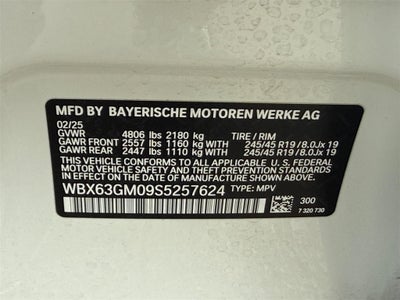 MFD BY BAYERISCHE MOTOREN WERKE AG
02/25
GVWR 4806 lbs 2180 kg TIRE / RIM
GAWR FRONT 2557 lbs 1160 kg 245/45 R19 / 8.0Jx 19
GAWR REAR 2447 lbs 1110 kg 245/45 R19 / 8.0Jx 19
THIS VEHICLE CONFORMS TO ALL APPLICABLE U.S. FEDERAL
MOTOR VEHICLE SAFETY, BUMPER, AND THEFT PREVENTION
STANDARDS IN EFFECT ON THE DATE OF MANUFACTURE
SHOWN ABOVE.
WBX63GM09S5257624 TYPE: MPV
300
7 320 730